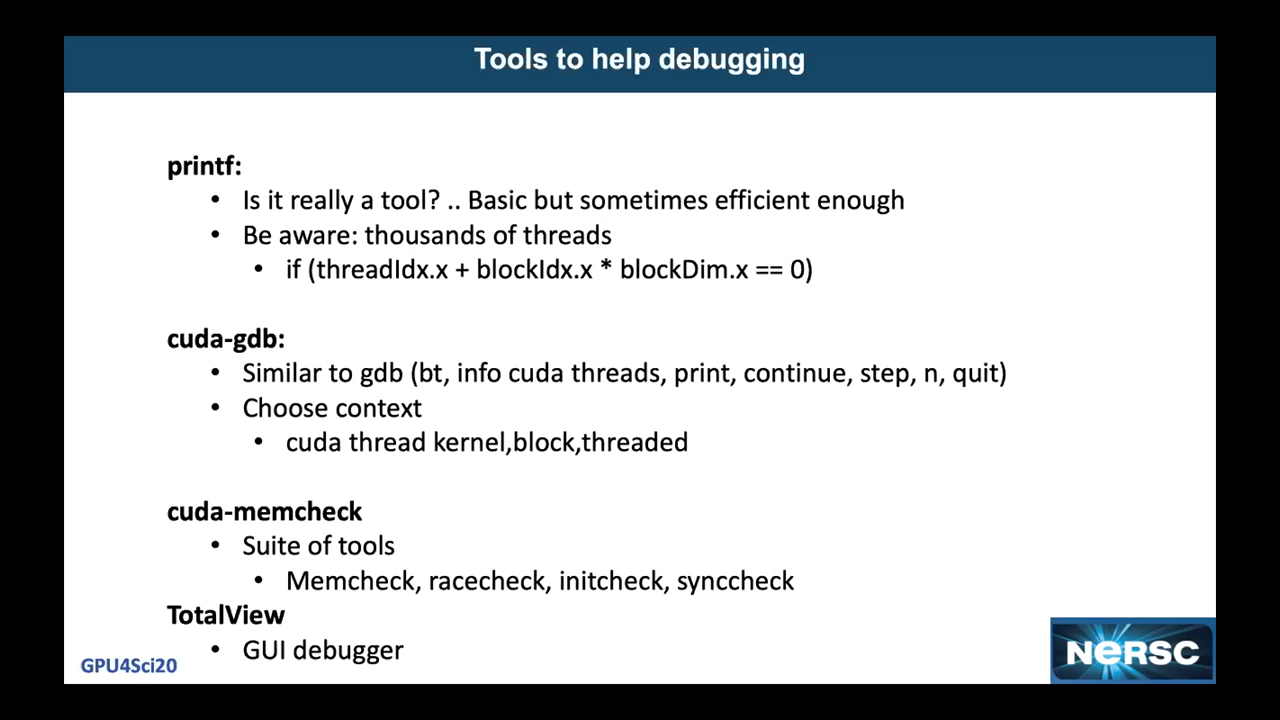 Tools to help debugging
printf:
• Is it really a tool? .. Basic but sometimes efficient enough
• Be aware: thousands of threads
• if (threadIdx.x + blockIdx.x * blockDim.x == 0)
cuda-gdb:
• Similar to gdb (bt, info cuda threads, print, continue, step, n, quit)
• Choose context
• cuda thread kernel,block,threaded
cuda-memcheck
• Suite of tools
• Memcheck, racecheck, initcheck, synccheck
TotalView
• GUI debugger
GPU4Sci20
NERSC